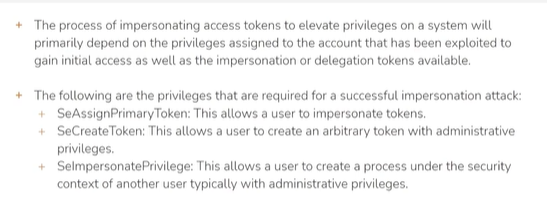 + The process of impersonating access tokens to elevate privileges on a system will
primarily depend on the privileges assigned to the account that has been exploited to
gain initial access as well as the impersonation or delegation tokens available.
+ The following are the privileges that are required for a successful impersonation attack:
+ SeAssignPrimaryToken: This allows a user to impersonate tokens.
+ SeCreateToken: This allows a user to create an arbitrary token with administrative
privileges.
+ SeImpersonatePrivilege: This allows a user to create a process under the security
context of another user typically with administrative privileges.